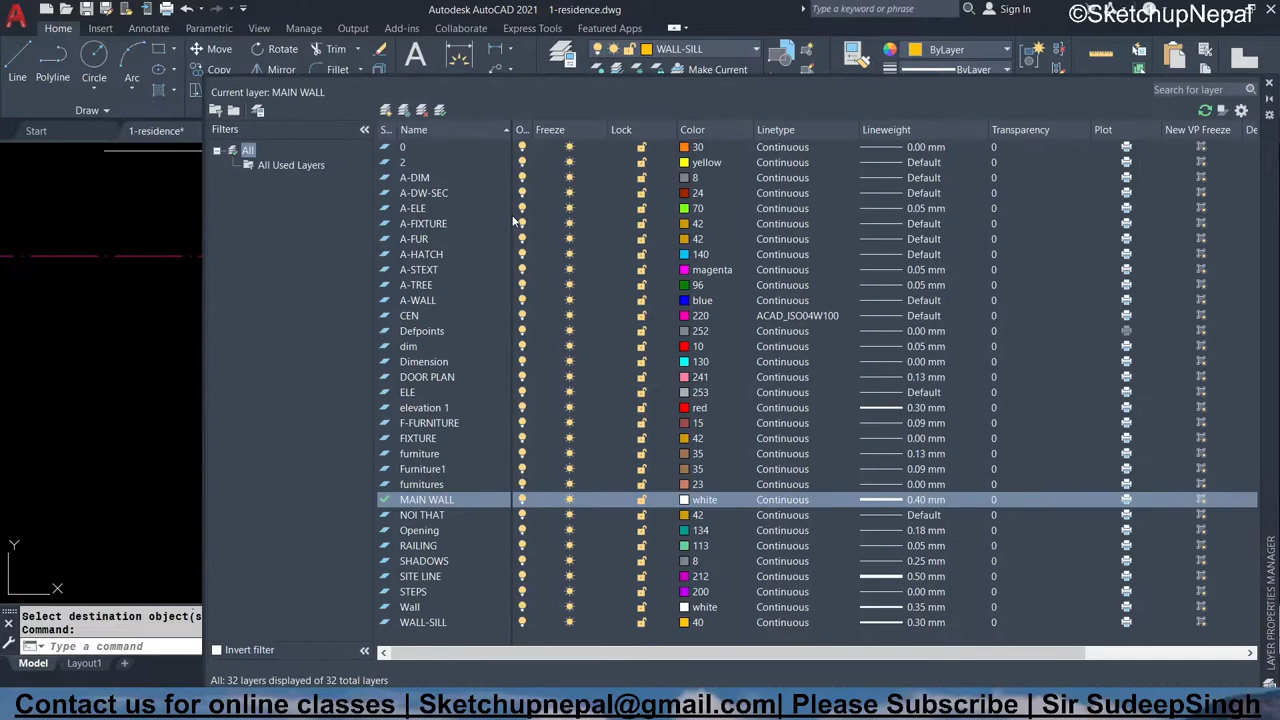 Autodesk AutoCAD 2021 1-residence.dwg
Type a keyword or phrase
Sign In
©SketchupNepal
Home Insert Annotate Parametric View Manage Output Add-ins Collaborate Express Tools Featured Apps
Move Rotate Trim
WALL-SILL
ByLayer
Line Polyline Circle Arc
Copy Mirror Fillet
Make Current
ByLayer
Draw
Current layer: MAIN WALL
Search for layer
Start 1-residence*
Filters
All
All Used Layers
S... Name O... Freeze Lock Color Linetype Lineweight Transparency Plot New VP Freeze De
0 30 Continuous 0.00 mm 0
2 yellow Continuous Default 0
A-DIM 8 Continuous Default 0
A-DW-SEC 24 Continuous Default 0
A-ELE 70 Continuous 0.05 mm 0
A-FIXTURE 42 Continuous Default 0
A-FUR 42 Continuous Default 0
A-HATCH 140 Continuous Default 0
A-STEXT magenta Continuous 0.05 mm 0
A-TREE 96 Continuous 0.05 mm 0
A-WALL blue Continuous Default 0
CEN 220 ACAD_ISO04W100 Default 0
Defpoints 252 Continuous 0.00 mm 0
dim 10 Continuous 0.05 mm 0
Dimension 130 Continuous 0.00 mm 0
DOOR PLAN 241 Continuous 0.13 mm 0
ELE 253 Continuous Default 0
elevation 1 red Continuous 0.30 mm 0
F-FURNITURE 15 Continuous 0.09 mm 0
FIXTURE 42 Continuous 0.00 mm 0
furniture 35 Continuous 0.13 mm 0
Furniture1 35 Continuous 0.09 mm 0
furnitures 23 Continuous 0.00 mm 0
MAIN WALL white Continuous 0.40 mm 0
NOI THAT 42 Continuous Default 0
Opening 134 Continuous 0.18 mm 0
RAILING 113 Continuous 0.05 mm 0
SHADOWS 8 Continuous 0.25 mm 0
SITE LINE 212 Continuous 0.50 mm 0
STEPS 200 Continuous 0.00 mm 0
Wall white Continuous 0.35 mm 0
WALL-SILL 40 Continuous 0.30 mm 0
LAYER PROPERTIES MANAGER
Y
X
Select destination object(s
Command:
Type a command
Invert filter
Model Layout1
All: 32 layers displayed of 32 total layers
Contact us for online classes | Sketchupnepal@gmail.com| Please Subscribe | Sir SudeepSingh